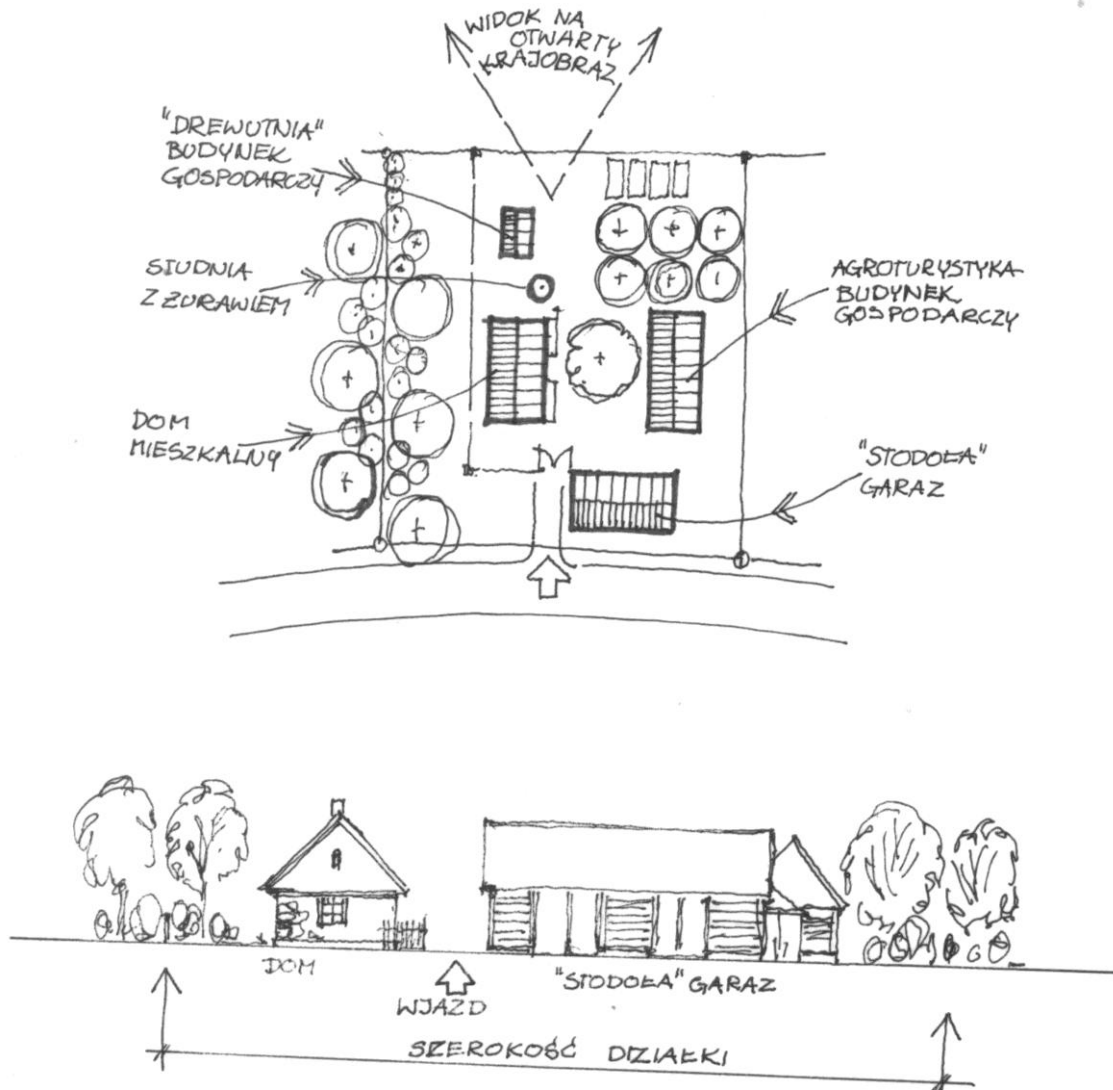 WIDOK NA
OTWARTY
KRAJOBRAZ
"DREWUTNIA"
BUDYNEK
GOSPODARCZY
STUDNIA
Z ŻURAWIEM
AGROTURYSTYKA-
BUDYNEK
GOSPODARCZY
DOM
MIESZKALNY
"STODOŁA"
GARAŻ
DOM
WJAZD
"STODOŁA" GARAŻ
SZEROKOŚĆ DZIAŁKI